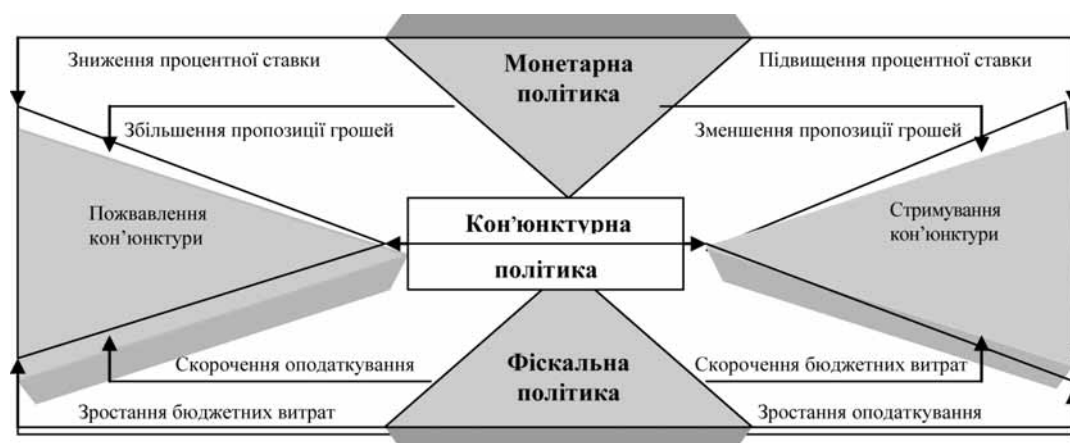 Зниження процентної ставки
Монетарна
політика
Підвищення процентної ставки
Збільшення пропозиції грошей
Зменшення пропозиції грошей
Пожвавлення
кон’юнктури
Кон’юнктурна
політика
Стримування
кон’юнктури
Скорочення оподаткування
Фіскальна
політика
Скорочення бюджетних витрат
Зростання бюджетних витрат
Зростання оподаткування